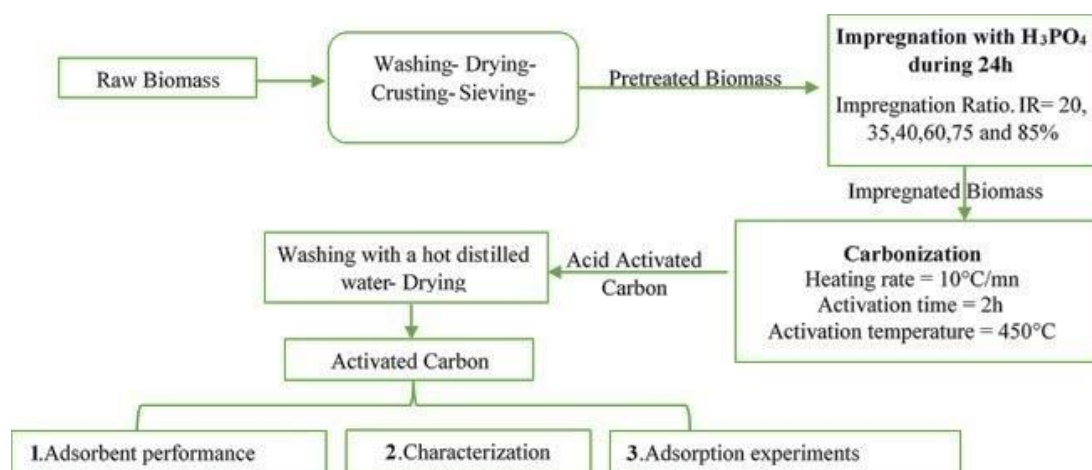 Raw Biomass
Washing- Drying-
Crusting- Sieving-
Pretreated Biomass
Impregnation with H₃PO₄
during 24h
Impregnation Ratio. IR= 20,
35,40,60,75 and 85%
Impregnated Biomass
Carbonization
Heating rate = 10°C/mn
Activation time = 2h
Activation temperature = 450°C
Acid Activated
Carbon
Washing with a hot distilled
water- Drying
Activated Carbon
1.Adsorbent performance
2.Characterization
3.Adsorption experiments